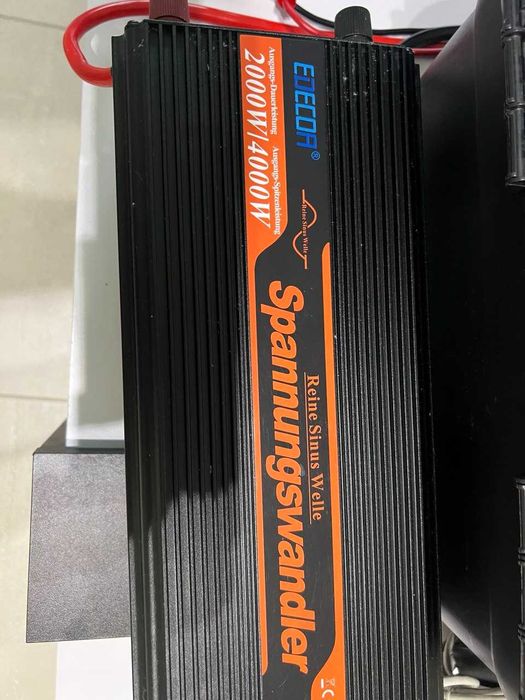 EDECOA®
Reine Sinus Welle
Ausgangs-Dauerleistung Ausgangs-Spitzenleistung
2000W/4000W
Reine Sinus Welle
Spannungswandler